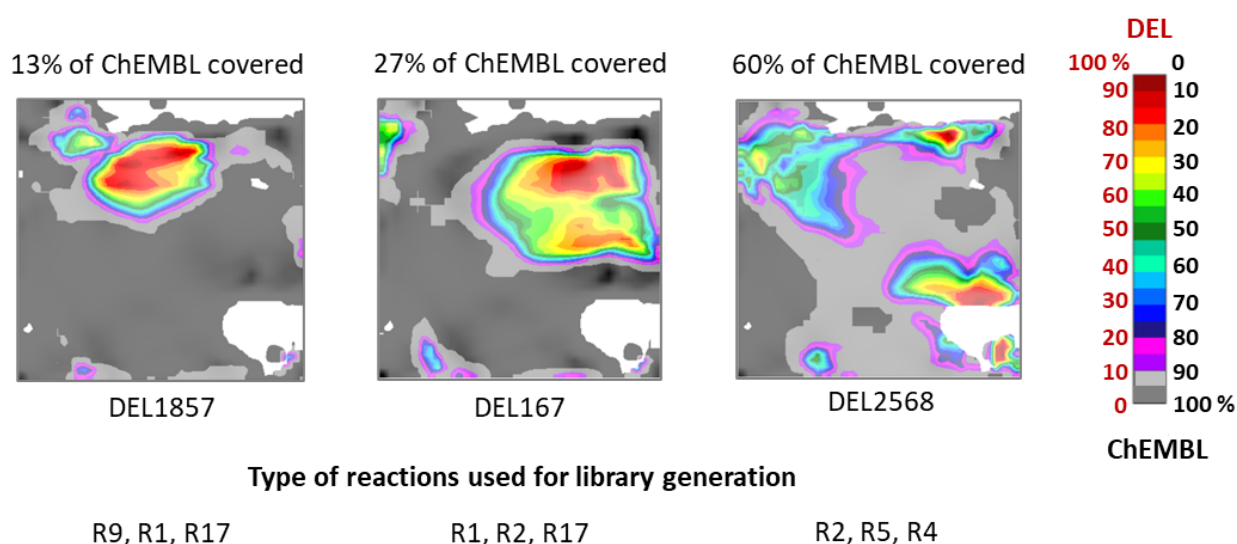 DEL
13% of ChEMBL covered 27% of ChEMBL covered 60% of ChEMBL covered 100 % 0
90 10
80 20
70 30
60 40
50 50
40 60
30 70
20 80
10 90
0 100 %
DEL1857 DEL167 DEL2568
ChEMBL
Type of reactions used for library generation
R9, R1, R17 R1, R2, R17 R2, R5, R4